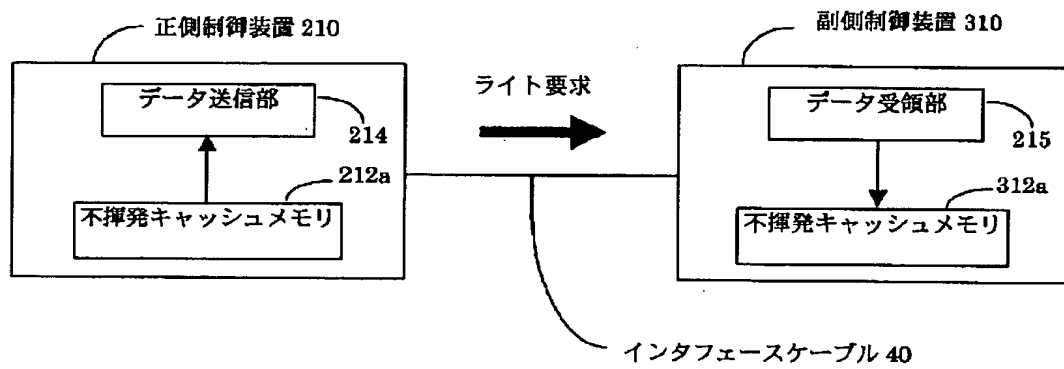 正側制御装置 210
副側制御装置 310
データ送信部
214
212a
不揮発キャッシュメモリ
ライト要求
データ受領部
215
312a
不揮発キャッシュメモリ
インタフェースケーブル 40